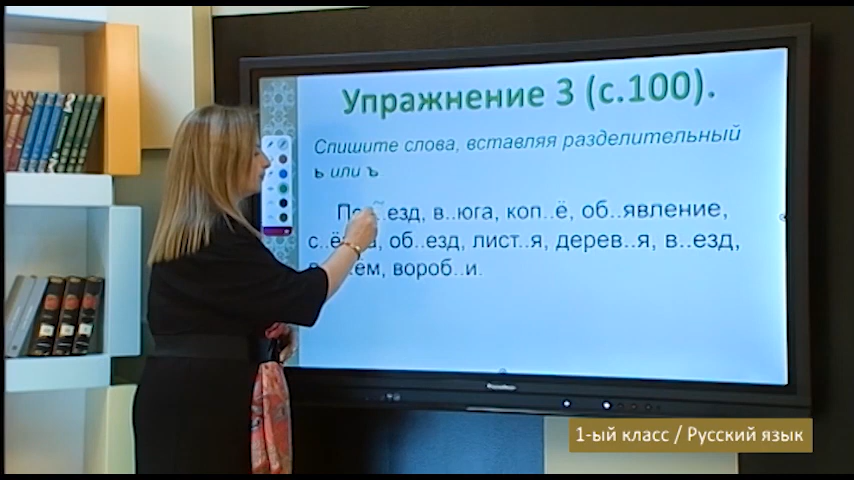 Упражнение 3 (с.100).
Спишите слова, вставляя разделительный
ь или ъ
в..юга, коп..ё, об..явление,
об..езд, лист..я, дерев..я, в..езд,
вороб..и.
1-ый класс / Русский язык